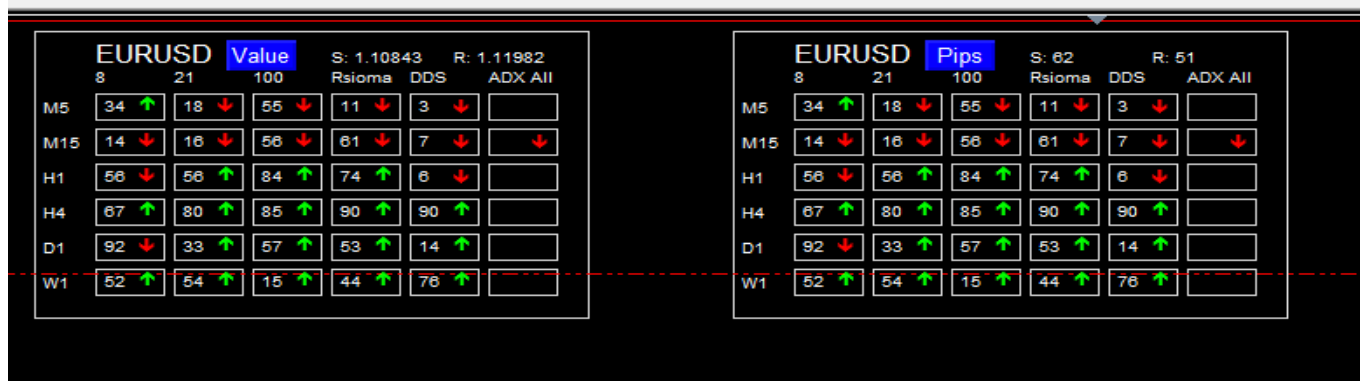 EURUSD Value S: 1.10843 R: 1.11982
8 21 100 Rsioma DDS ADX All
M5 34 18 55 11 3
M15 14 16 56 61 7
H1 56 56 84 74 6
H4 67 80 85 90 90
D1 92 33 57 53 14
W1 52 54 15 44 76
EURUSD Pips S: 62 R: 51
8 21 100 Rsioma DDS ADX All
M5 34 18 55 11 3
M15 14 16 56 61 7
H1 56 56 84 74 6
H4 67 80 85 90 90
D1 92 33 57 53 14
W1 52 54 15 44 76